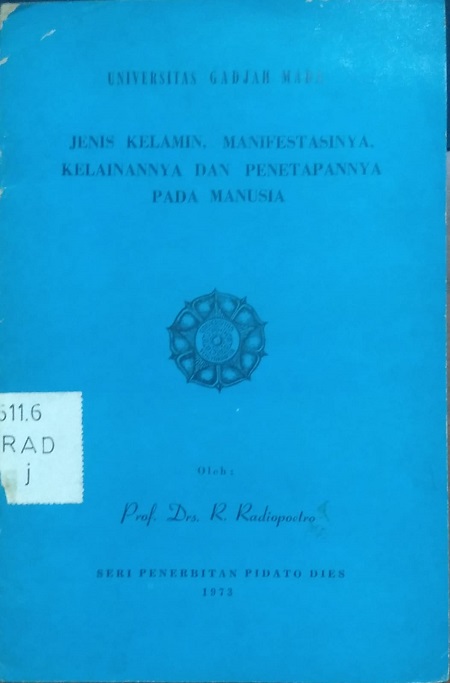 UNIVERSITAS GADJAH MADA
JENIS KELAMIN, MANIFESTASINYA,
KELAINANNYA DAN PENETAPANNYA
PADA MANUSIA
611.6
RAD
j
Oleh :
Prof. Drs. R. Radiopoetro
SERI PENERBITAN PIDATO DIES
1973